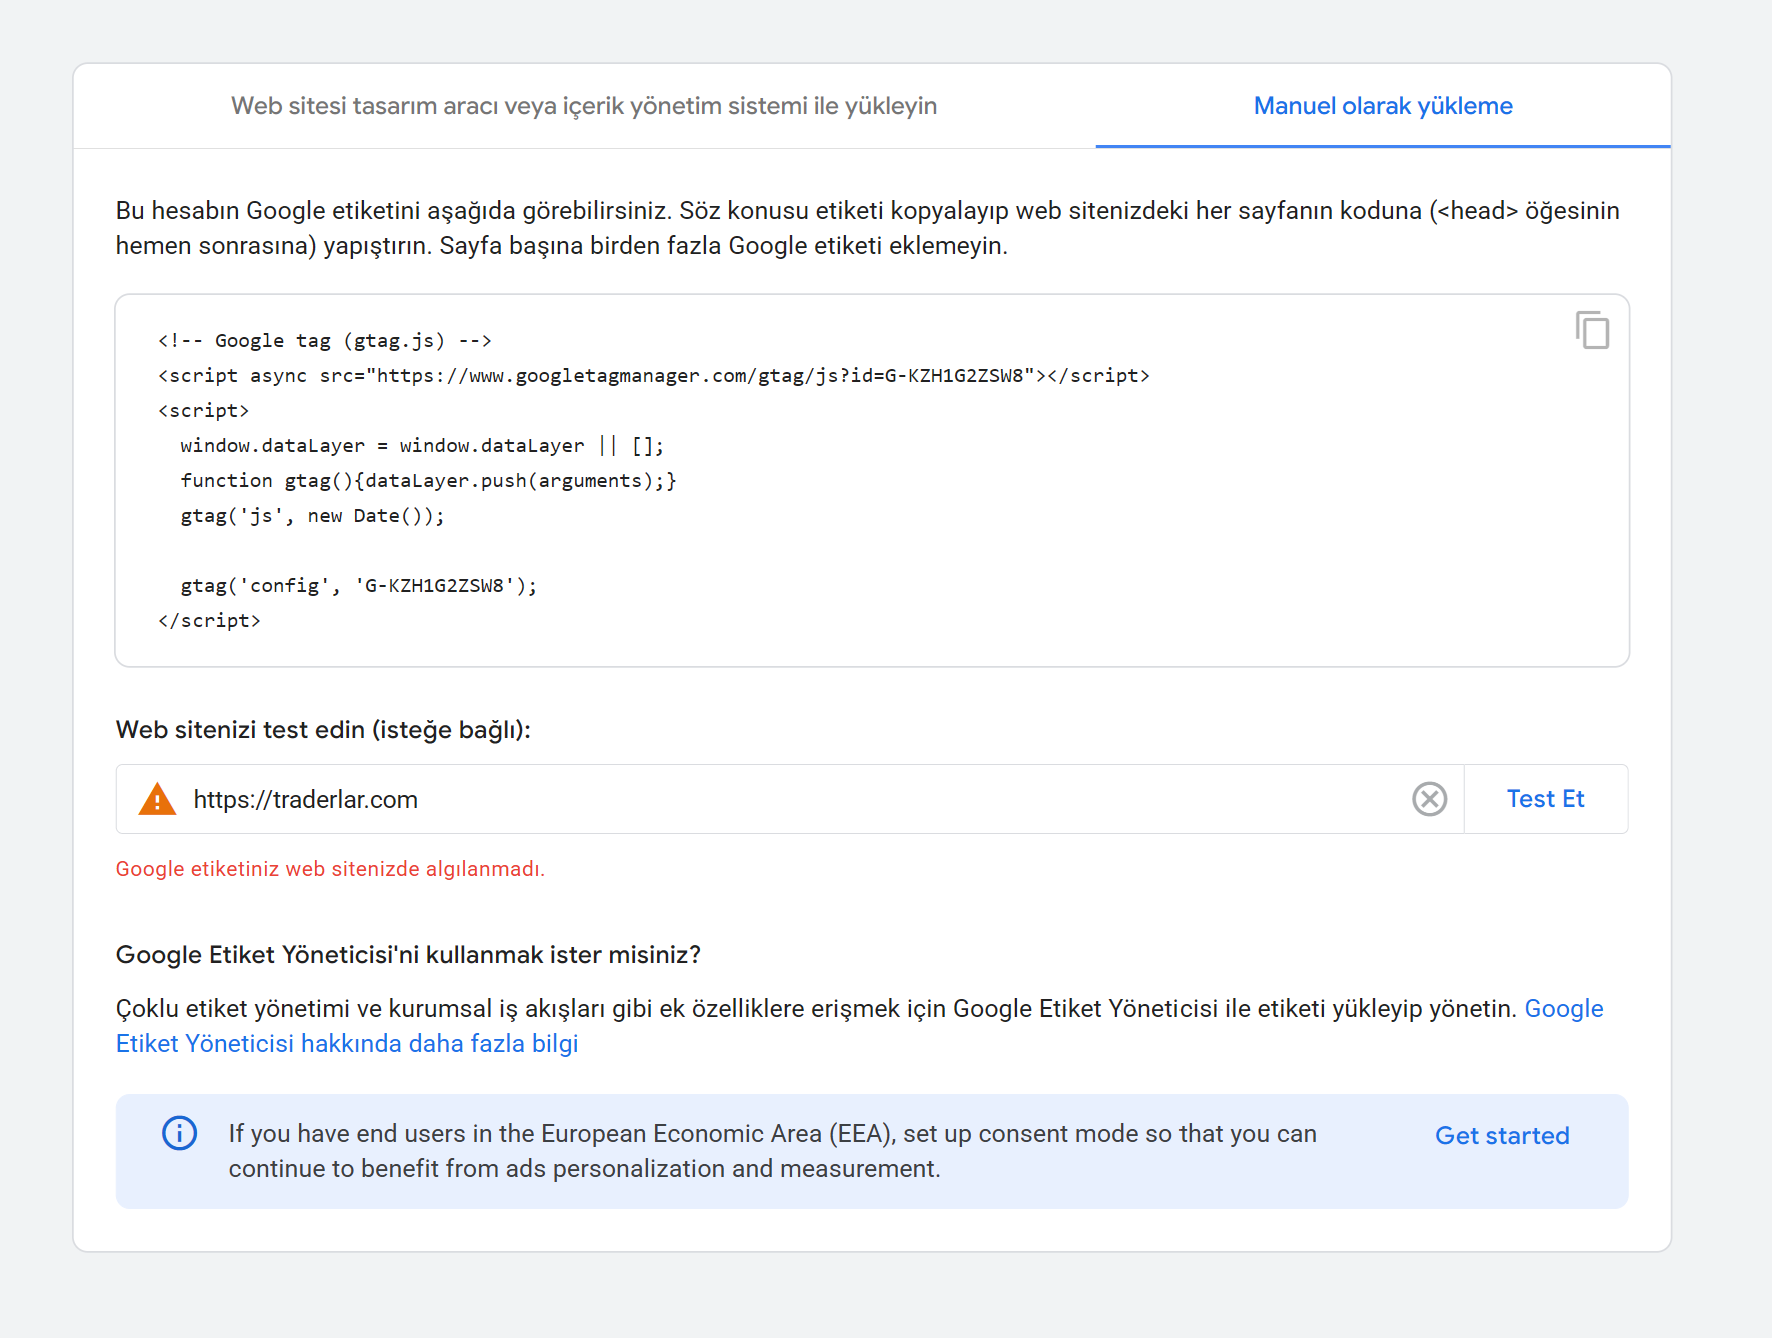 Web sitesi tasarım aracı veya içerik yönetim sistemi ile yükleyin
Manuel olarak yükleme
Bu hesabın Google etiketini aşağıda görebilirsiniz. Söz konusu etiketi kopyalayıp web sitenizdeki her sayfanın koduna (<head> öğesinin
hemen sonrasına) yapıştırın. Sayfa başına birden fazla Google etiketi eklemeyin.
<!-- Google tag (gtag.js) -->
<script async src="https://www.googletagmanager.com/gtag/js?id=G-KZH1G2ZSW8"></script>
<script>
  window.dataLayer = window.dataLayer || [];
  function gtag(){dataLayer.push(arguments);}
  gtag('js', new Date());

  gtag('config', 'G-KZH1G2ZSW8');
</script>
Web sitenizi test edin (isteğe bağlı):
https://traderlar.com
Test Et
Google etiketiniz web sitenizde algılanmadı.
Google Etiket Yöneticisi'ni kullanmak ister misiniz?
Çoklu etiket yönetimi ve kurumsal iş akışları gibi ek özelliklere erişmek için Google Etiket Yöneticisi ile etiketi yükleyip yönetin. Google
Etiket Yöneticisi hakkında daha fazla bilgi
If you have end users in the European Economic Area (EEA), set up consent mode so that you can
continue to benefit from ads personalization and measurement.
Get started